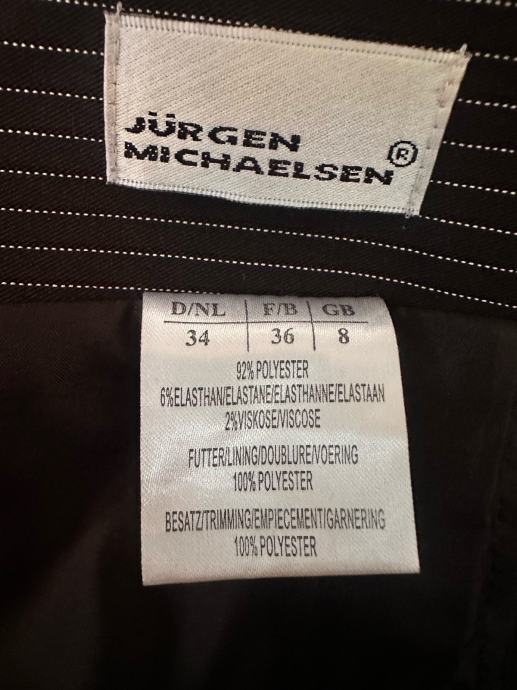 JÜRGEN
MICHAELSEN ®
D/NL F/B GB
34 36 8
92% POLYESTER
6%ELASTHAN/ELASTANE/ELASTHANNE/ELASTAAN
2%VISKOSE/VISCOSE
FUTTER/LINING/DOUBLURE/VOERING
100% POLYESTER
BESATZ/TRIMMING/EMPIECEMENT/GARNERING
100% POLYESTER